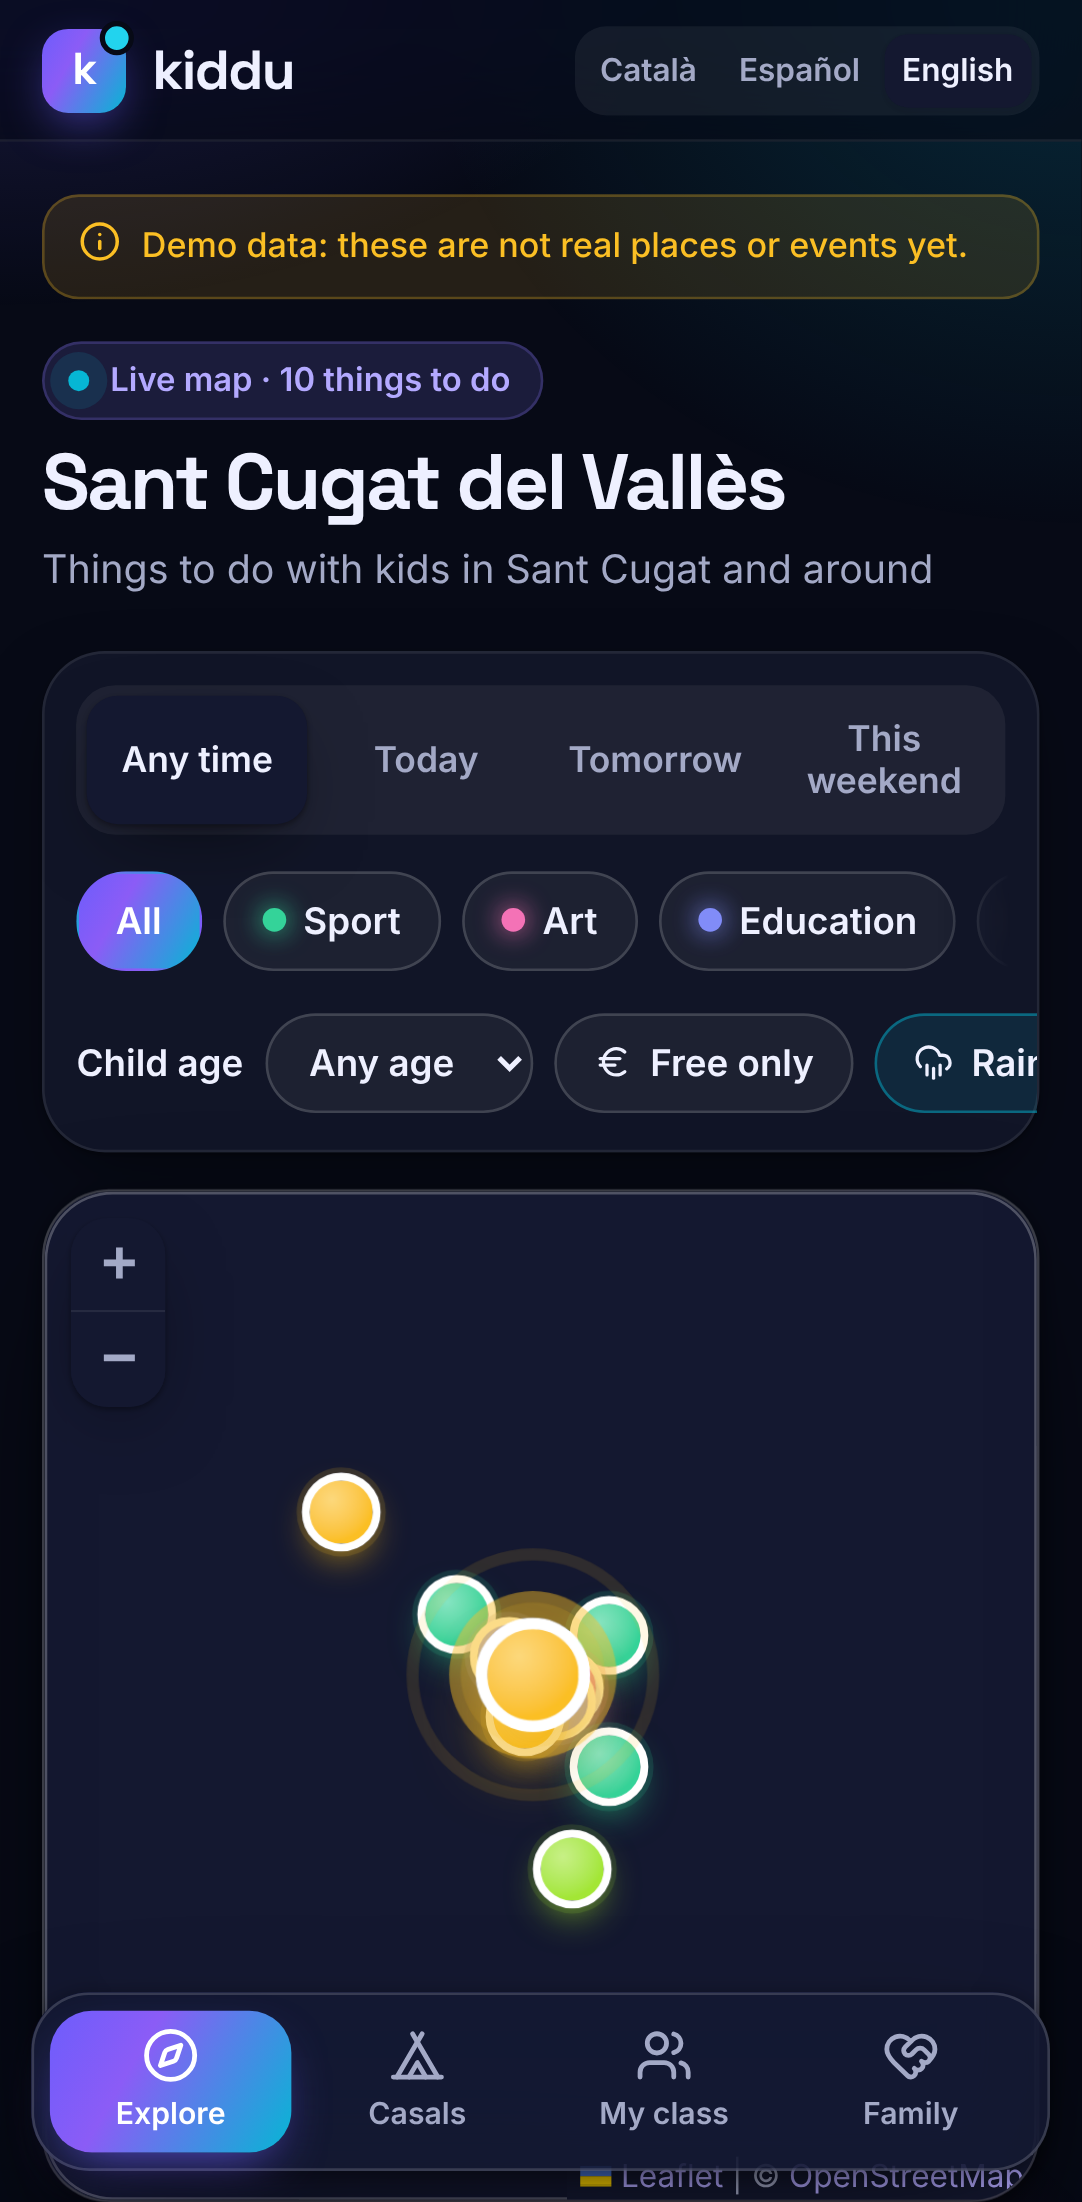 k kiddu
Català Español English
Demo data: these are not real places or events yet.
Live map · 10 things to do
Sant Cugat del Vallès
Things to do with kids in Sant Cugat and around
Any time Today Tomorrow This
weekend
All Sport Art Education
Child age Any age € Free only Rain
+
−
Explore Casals My class Family
Leaflet | © OpenStreetMap